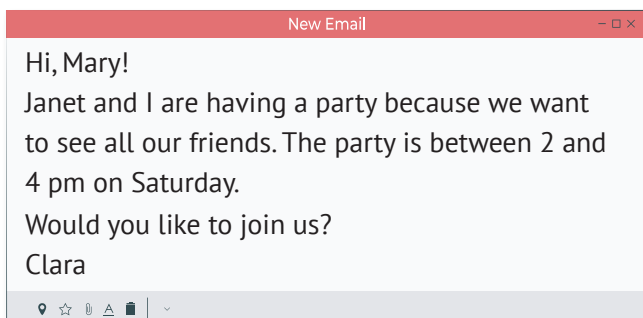 New Email
Hi, Mary!
Janet and I are having a party because we want
to see all our friends. The party is between 2 and
4 pm on Saturday.
Would you like to join us?
Clara
A